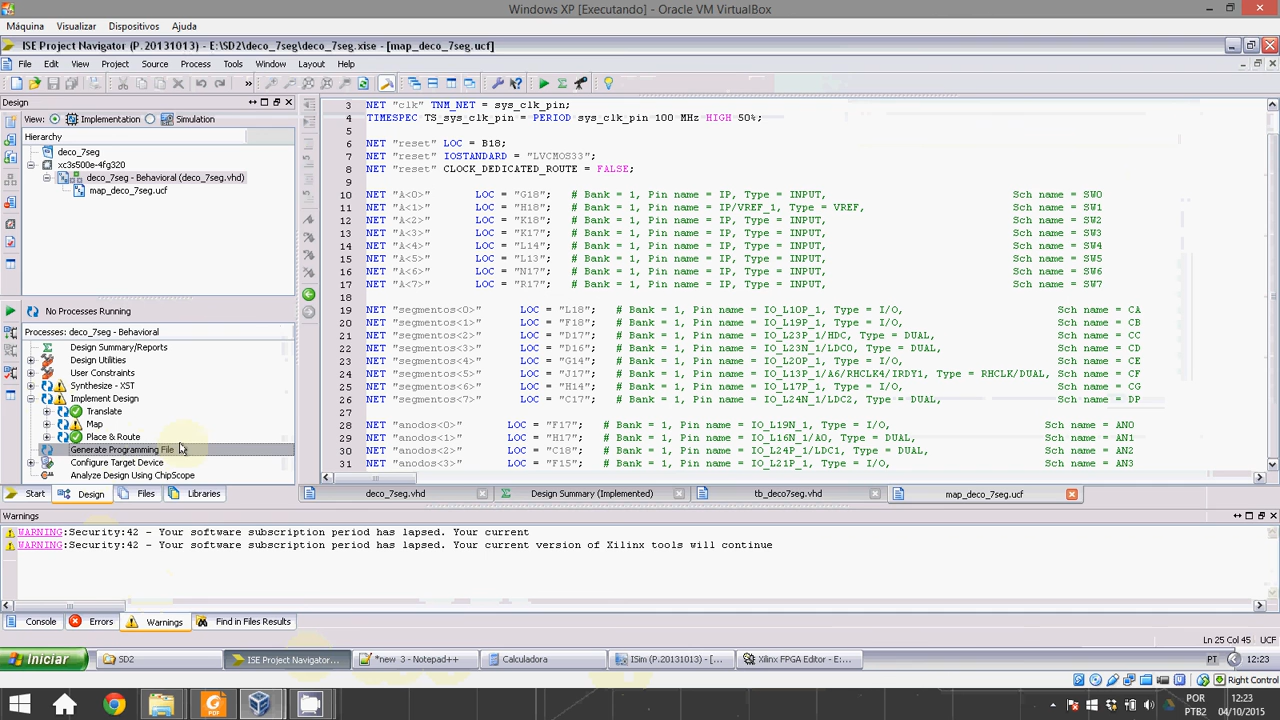 Windows XP [Executando] - Oracle VM VirtualBox
Máquina Visualizar Dispositivos Ajuda
ISE Project Navigator (P.20131013) - E:\SD2\deco_7seg\deco_7seg.xise - [map_deco_7seg.ucf]
File Edit View Project Source Process Tools Window Layout Help
Design
View: Implementation Simulation
Hierarchy
deco_7seg
xc3s500e-4fg320
deco_7seg - Behavioral (deco_7seg.vhd)
map_deco_7seg.ucf
No Processes Running
Processes: deco_7seg - Behavioral
Design Summary/Reports
Design Utilities
User Constraints
Synthesize - XST
Implement Design
Translate
Map
Place & Route
Generate Programming File
Configure Target Device
Analyze Design Using ChipScope
Start Design Files Libraries
3 NET "clk" TNM_NET = sys_clk_pin;
4 TIMESPEC TS_sys_clk_pin = PERIOD sys_clk_pin 100 MHz HIGH 50%;
5
6 NET "reset" LOC = B18;
7 NET "reset" IOSTANDARD = "LVCMOS33";
8 NET "reset" CLOCK_DEDICATED_ROUTE = FALSE;
9
10 NET "A<0>" LOC = "G18"; # Bank = 1, Pin name = IP, Type = INPUT, Sch name = SW0
11 NET "A<1>" LOC = "H18"; # Bank = 1, Pin name = IP/VREF_1, Type = VREF, Sch name = SW1
12 NET "A<2>" LOC = "K18"; # Bank = 1, Pin name = IP, Type = INPUT, Sch name = SW2
13 NET "A<3>" LOC = "K17"; # Bank = 1, Pin name = IP, Type = INPUT, Sch name = SW3
14 NET "A<4>" LOC = "L14"; # Bank = 1, Pin name = IP, Type = INPUT, Sch name = SW4
15 NET "A<5>" LOC = "L13"; # Bank = 1, Pin name = IP, Type = INPUT, Sch name = SW5
16 NET "A<6>" LOC = "N17"; # Bank = 1, Pin name = IP, Type = INPUT, Sch name = SW6
17 NET "A<7>" LOC = "R17"; # Bank = 1, Pin name = IP, Type = INPUT, Sch name = SW7
18
19 NET "segmentos<0>" LOC = "L18"; # Bank = 1, Pin name = IO_L10P_1, Type = I/O, Sch name = CA
20 NET "segmentos<1>" LOC = "F18"; # Bank = 1, Pin name = IO_L19P_1, Type = I/O, Sch name = CB
21 NET "segmentos<2>" LOC = "D17"; # Bank = 1, Pin name = IO_L23P_1/HDC, Type = DUAL, Sch name = CC
22 NET "segmentos<3>" LOC = "D16"; # Bank = 1, Pin name = IO_L23N_1/LDC0, Type = DUAL, Sch name = CD
23 NET "segmentos<4>" LOC = "G14"; # Bank = 1, Pin name = IO_L20P_1, Type = I/O, Sch name = CE
24 NET "segmentos<5>" LOC = "J17"; # Bank = 1, Pin name = IO_L13P_1/A6/RHCLK4/IRDY1, Type = RHCLK/DUAL, Sch name = CF
25 NET "segmentos<6>" LOC = "H14"; # Bank = 1, Pin name = IO_L17P_1, Type = I/O, Sch name = CG
26 NET "segmentos<7>" LOC = "C17"; # Bank = 1, Pin name = IO_L24N_1/LDC2, Type = DUAL, Sch name = DP
27
28 NET "anodos<0>" LOC = "F17"; # Bank = 1, Pin name = IO_L19N_1, Type = I/O, Sch name = AN0
29 NET "anodos<1>" LOC = "H17"; # Bank = 1, Pin name = IO_L16N_1/A0, Type = DUAL, Sch name = AN1
30 NET "anodos<2>" LOC = "C18"; # Bank = 1, Pin name = IO_L24P_1/LDC1, Type = DUAL, Sch name = AN2
31 NET "anodos<3>" LOC = "F15"; # Bank = 1, Pin name = IO_L21P_1, Type = I/O, Sch name = AN3
deco_7seg.vhd Design Summary (Implemented) tb_deco7seg.vhd map_deco_7seg.ucf
Warnings
WARNING:Security:42 - Your software subscription period has lapsed. Your current
WARNING:Security:42 - Your software subscription period has lapsed. Your current version of Xilinx tools will continue
Console Errors Warnings Find in Files Results
Ln 25 Col 45 UCF
Iniciar SD2 ISE Project Navigator... *new 3 - Notepad++ Calculadora ISim (P.20131013) - [... Xilinx FPGA Editor - E:... PT 12:23
Right Control
POR
PTB2
12:23
04/10/2015